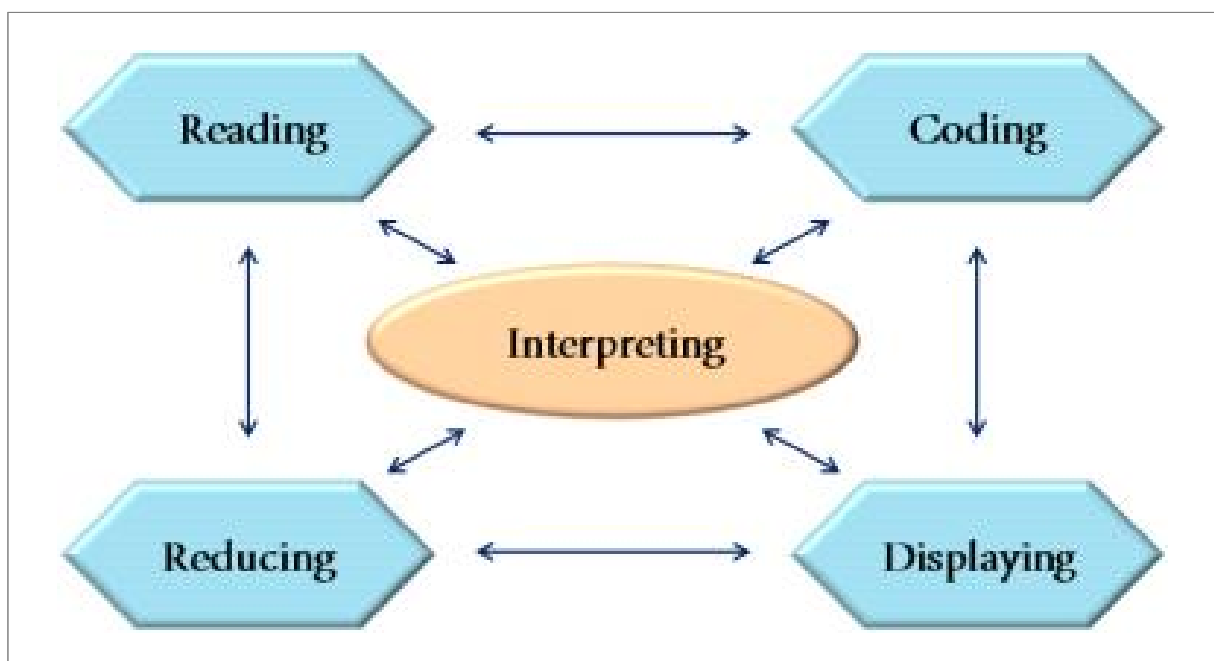 Reading
Coding
Interpreting
Reducing
Displaying